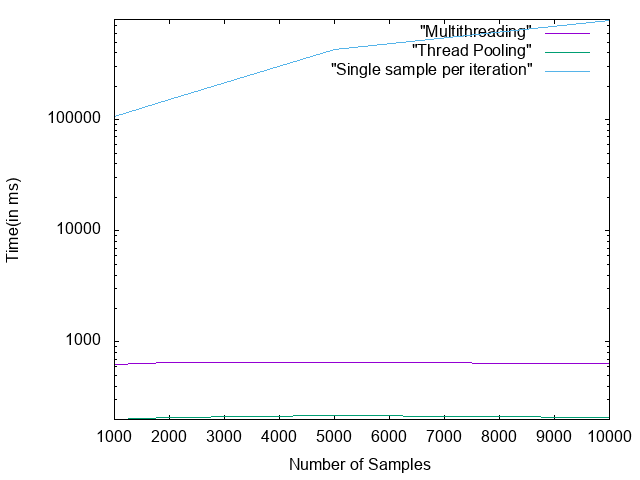 "Multithreading"
"Thread Pooling"
"Single sample per iteration"
100000
10000
1000
Time(in ms)
1000 2000 3000 4000 5000 6000 7000 8000 9000 10000
Number of Samples